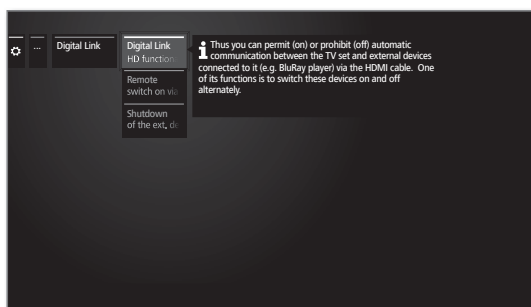 ...
Digital Link
Digital Link
HD function
Remote
switch on via
Shutdown
of the ext. de
Thus you can permit (on) or prohibit (off) automatic
communication between the TV set and external devices
connected to it (e.g. BluRay player) via the HDMI cable. One
of its functions is to switch these devices on and off
alternately.